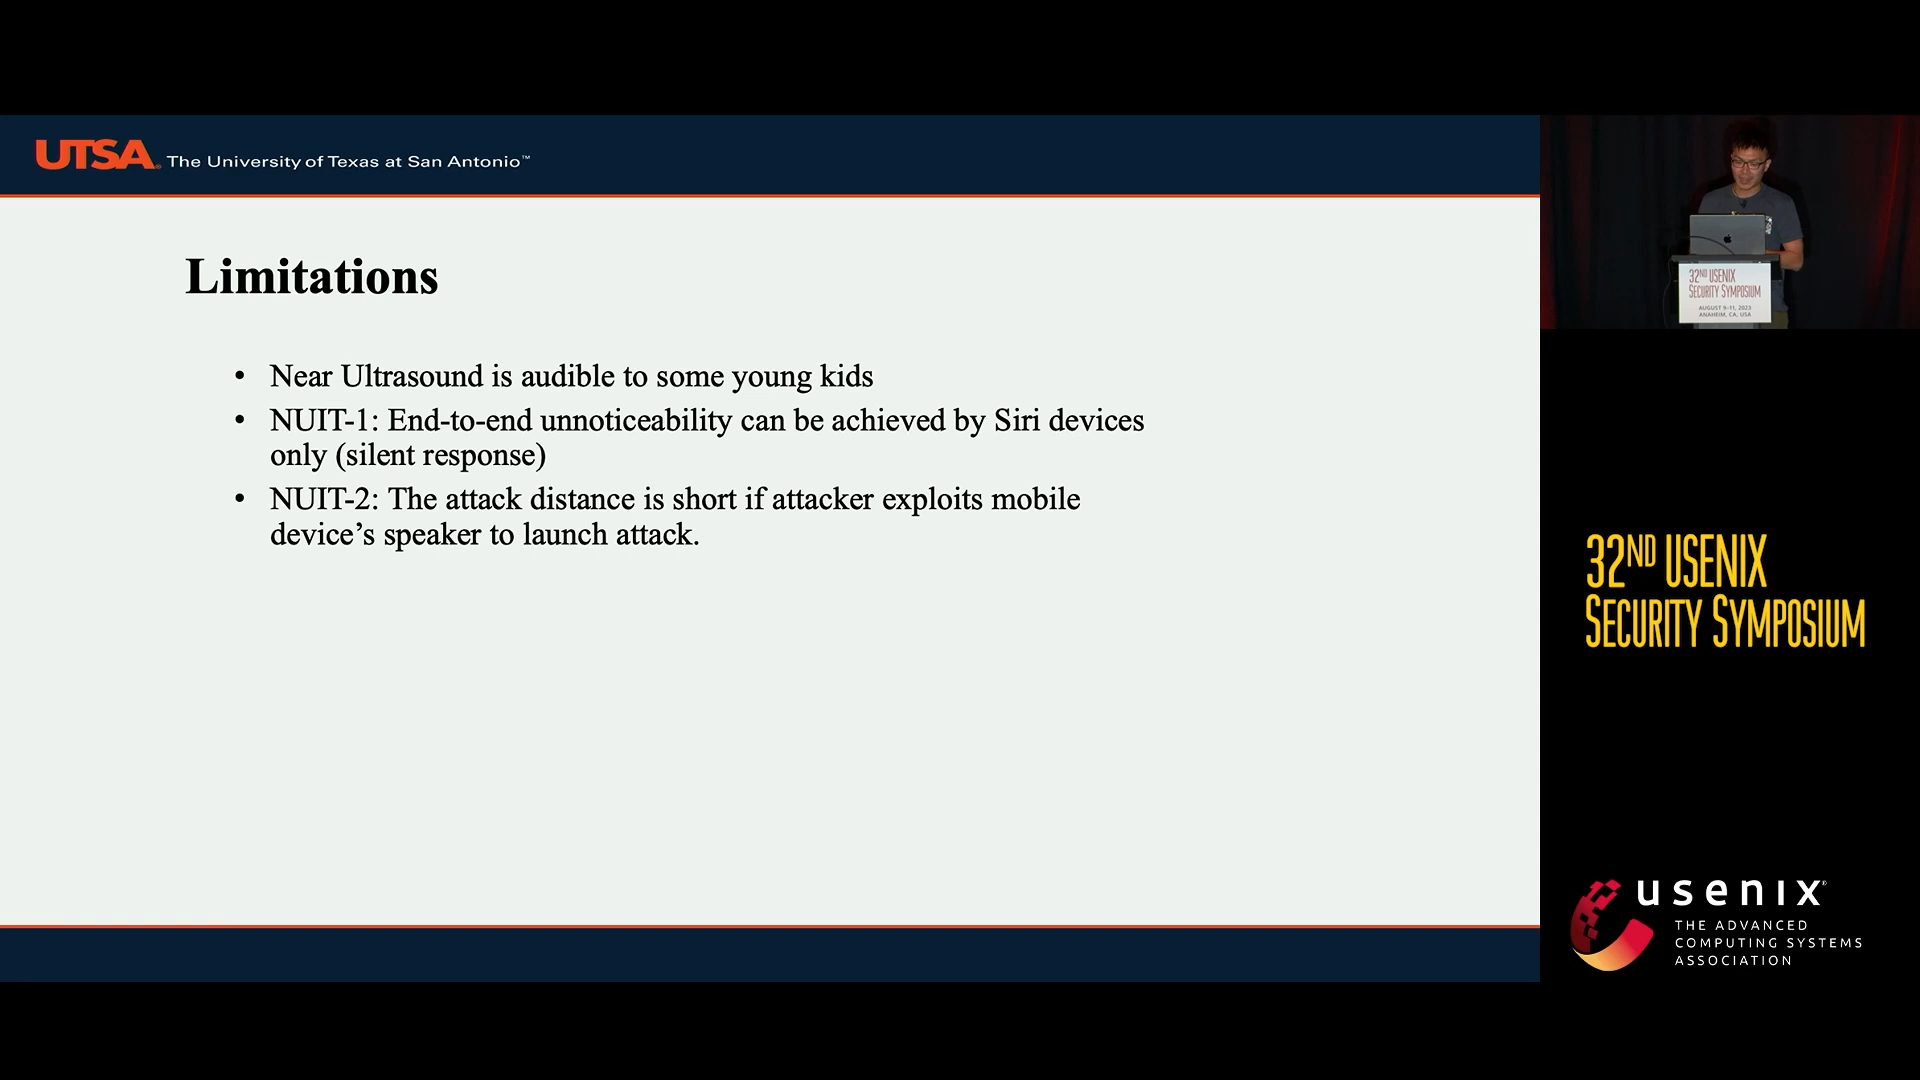 UTSA® The University of Texas at San Antonio™
Limitations
• Near Ultrasound is audible to some young kids
• NUIT-1: End-to-end unnoticeability can be achieved by Siri devices
only (silent response)
• NUIT-2: The attack distance is short if attacker exploits mobile
device’s speaker to launch attack.
32ND USENIX
SECURITY SYMPOSIUM
AUGUST 9–11, 2023
ANAHEIM, CA, USA
32ND USENIX
SECURITY SYMPOSIUM
usenix®
THE ADVANCED
COMPUTING SYSTEMS
ASSOCIATION